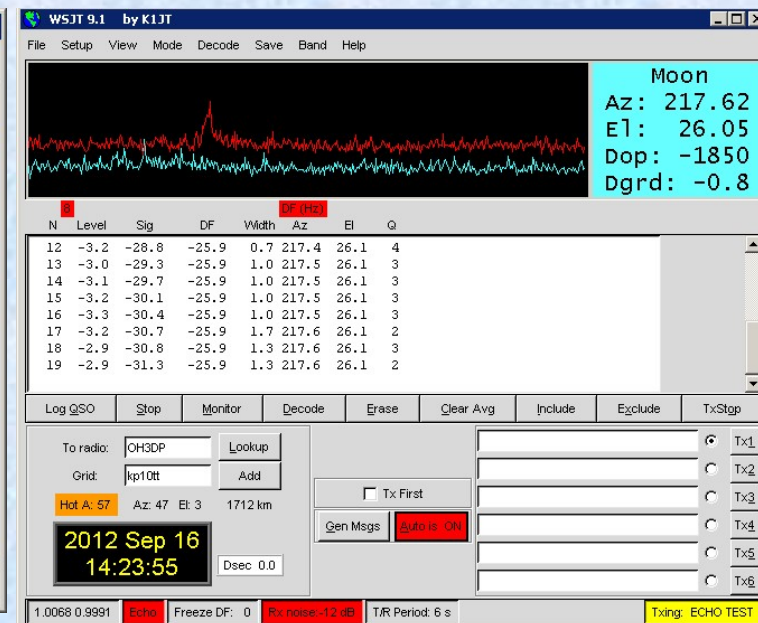 WSJT 9.1 by K1JT
File Setup View Mode Decode Save Band Help
Moon
Az: 217.62
El: 26.05
Dop: -1850
Dgrd: -0.8
8 DF (Hz)
N Level Sig DF Width Az El Q
12 -3.2 -28.8 -25.9 0.7 217.4 26.1 4
13 -3.0 -29.3 -25.9 1.0 217.5 26.1 3
14 -3.1 -29.7 -25.9 1.0 217.5 26.1 3
15 -3.2 -30.1 -25.9 1.0 217.5 26.1 3
16 -3.3 -30.4 -25.9 1.0 217.5 26.1 3
17 -3.2 -30.7 -25.9 1.7 217.6 26.1 2
18 -2.9 -30.8 -25.9 1.3 217.6 26.1 3
19 -2.9 -31.3 -25.9 1.3 217.6 26.1 2
Log QSO Stop Monitor Decode Erase Clear Avg Include Exclude TxStop
To radio: OH3DP Lookup
Grid: kp10tt Add
Hot A: 57 Az: 47 El: 3 1712 km
2012 Sep 16
14:23:55
Dsec 0.0
Tx First
Gen Msgs Auto is ON
Tx1
Tx2
Tx3
Tx4
Tx5
Tx6
1.0068 0.9991 Echo Freeze DF: 0 Rx noise:-12 dB T/R Period: 6 s Txing: ECHO TEST